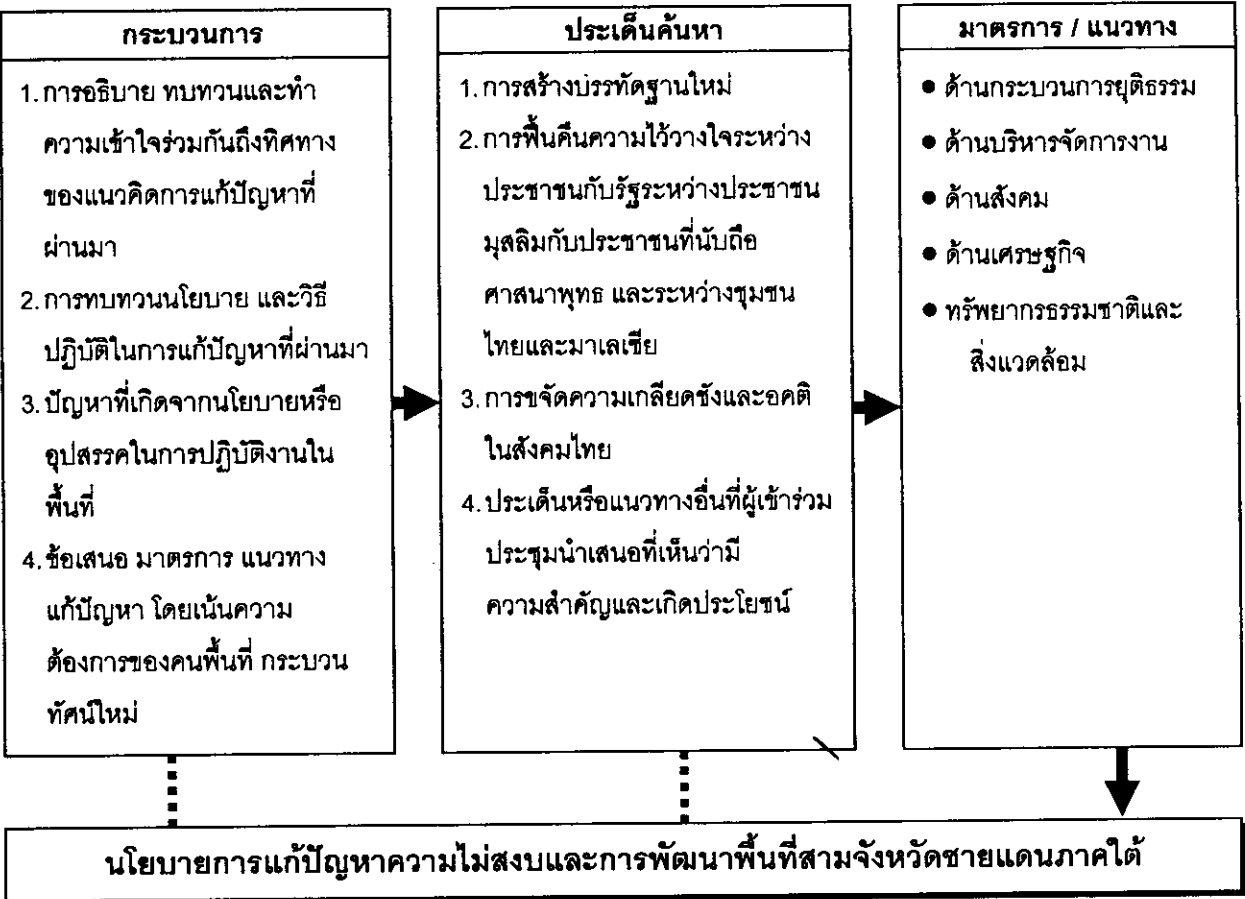 กระบวนการ
1. การอธิบาย ทบทวนและทำ
ความเข้าใจร่วมกันถึงทิศทาง
ของแนวคิดการแก้ปัญหาที่
ผ่านมา
2. การทบทวนนโยบาย และวิธี
ปฏิบัติในการแก้ปัญหาที่ผ่านมา
3. ปัญหาที่เกิดจากนโยบายหรือ
อุปสรรคในการปฏิบัติงานใน
พื้นที่
4. ข้อเสนอ มาตรการ แนวทาง
แก้ปัญหา โดยเน้นความ
ต้องการของคนพื้นที่ กระบวน
ทัศน์ใหม่
ประเด็นค้นหา
1. การสร้างบรรทัดฐานใหม่
2. การฟื้นคืนความไว้วางใจระหว่าง
ประชาชนกับรัฐระหว่างประชาชน
มุสลิมกับประชาชนที่นับถือ
ศาสนาพุทธ และระหว่างชุมชน
ไทยและมาเลเซีย
3. การขจัดความเกลียดชังและอคติ
ในสังคมไทย
4. ประเด็นหรือแนวทางอื่นที่ผู้เข้าร่วม
ประชุมนำเสนอที่เห็นว่ามี
ความสำคัญและเกิดประโยชน์
มาตรการ / แนวทาง
● ด้านกระบวนการยุติธรรม
● ด้านบริหารจัดการงาน
● ด้านสังคม
● ด้านเศรษฐกิจ
● ทรัพยากรธรรมชาติและ
สิ่งแวดล้อม
นโยบายการแก้ปัญหาความไม่สงบและการพัฒนาพื้นที่สามจังหวัดชายแดนภาคใต้